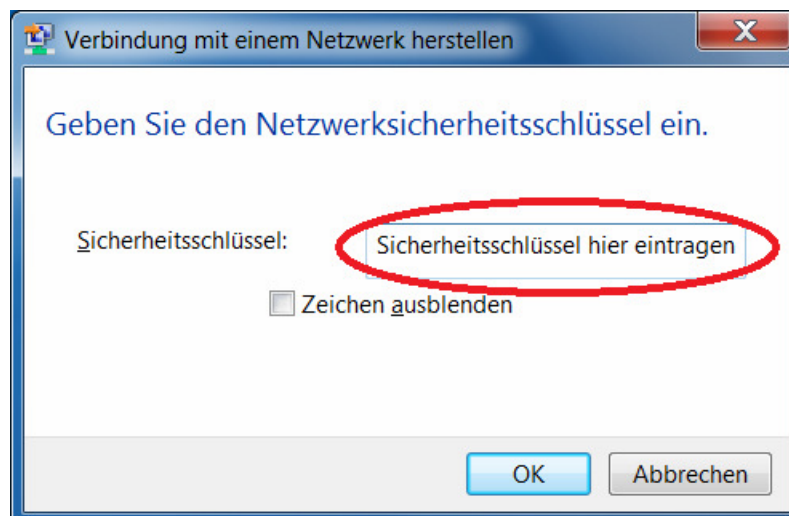 Verbindung mit einem Netzwerk herstellen
X
Geben Sie den Netzwerksicherheitsschlüssel ein.
Sicherheitsschlüssel: Sicherheitsschlüssel hier eintragen
Zeichen ausblenden
OK Abbrechen